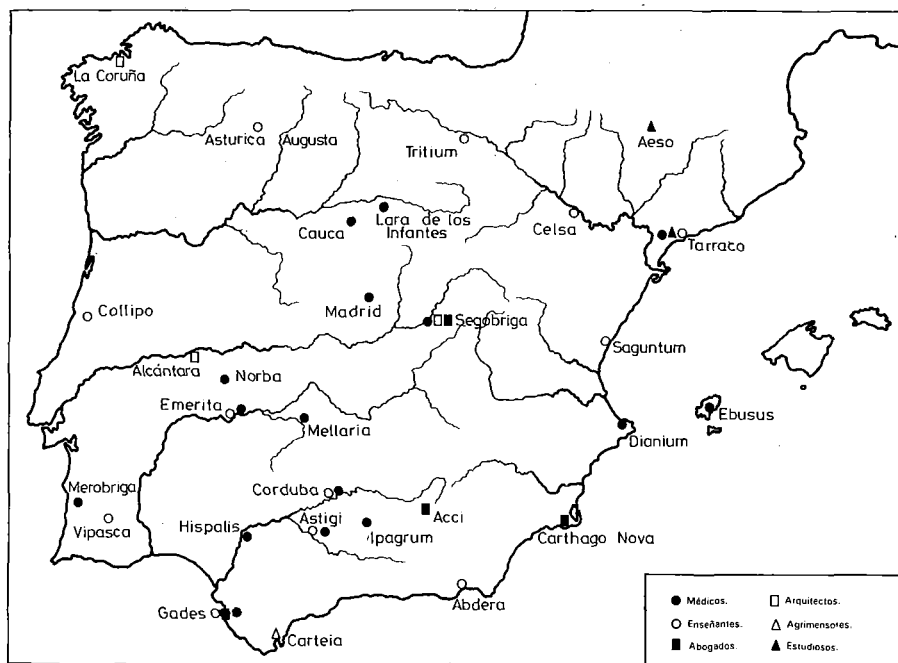 La Coruña
Asturica Augusta
Tritium
Aeso
Lara de los
Infantes
Cauca
Celsa
Tarraco
Collipo
Madrid
Segobriga
Saguntum
Alcántara
Norba
Emerita
Mellaria
Dianium
Ebusus
Merobriga
Vipasca
Corduba
Hispalis
Astigi
Ipagrum
Acci
Carthago Nova
Gades
Carteia
Abdera
Médicos.
Arquitectos.
Enseñantes.
Agrimensores.
Abogados.
Estudiosos.